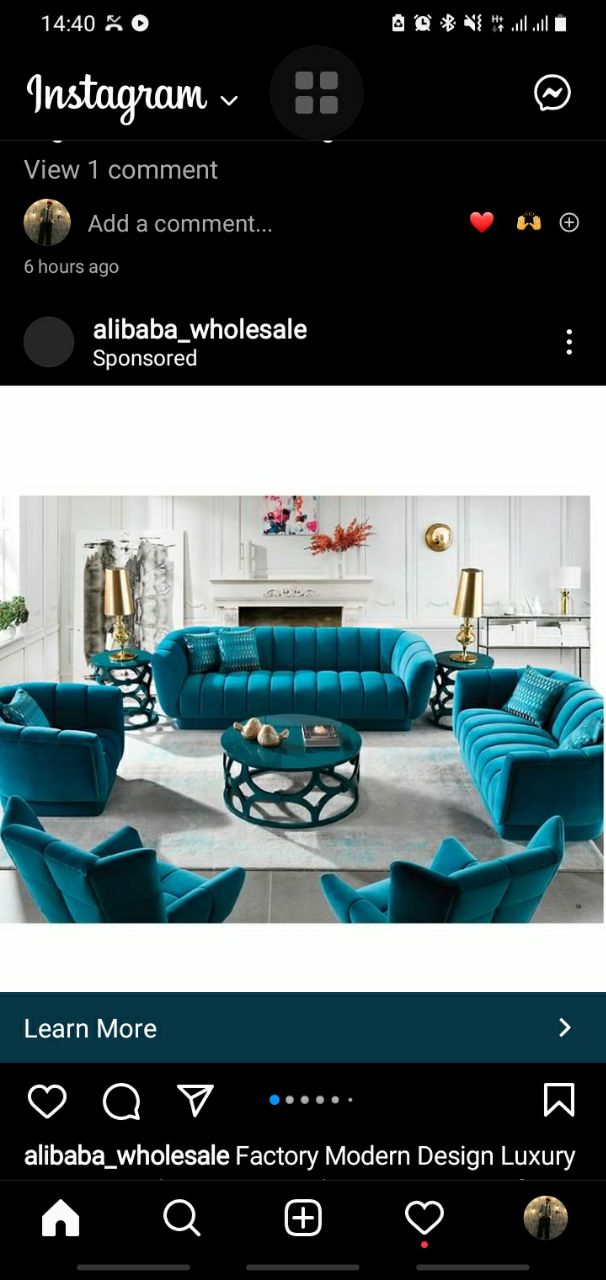 14:40
Instagram
View 1 comment
Add a comment...
6 hours ago
alibaba_wholesale
Sponsored
Learn More
alibaba_wholesale Factory Modern Design Luxury